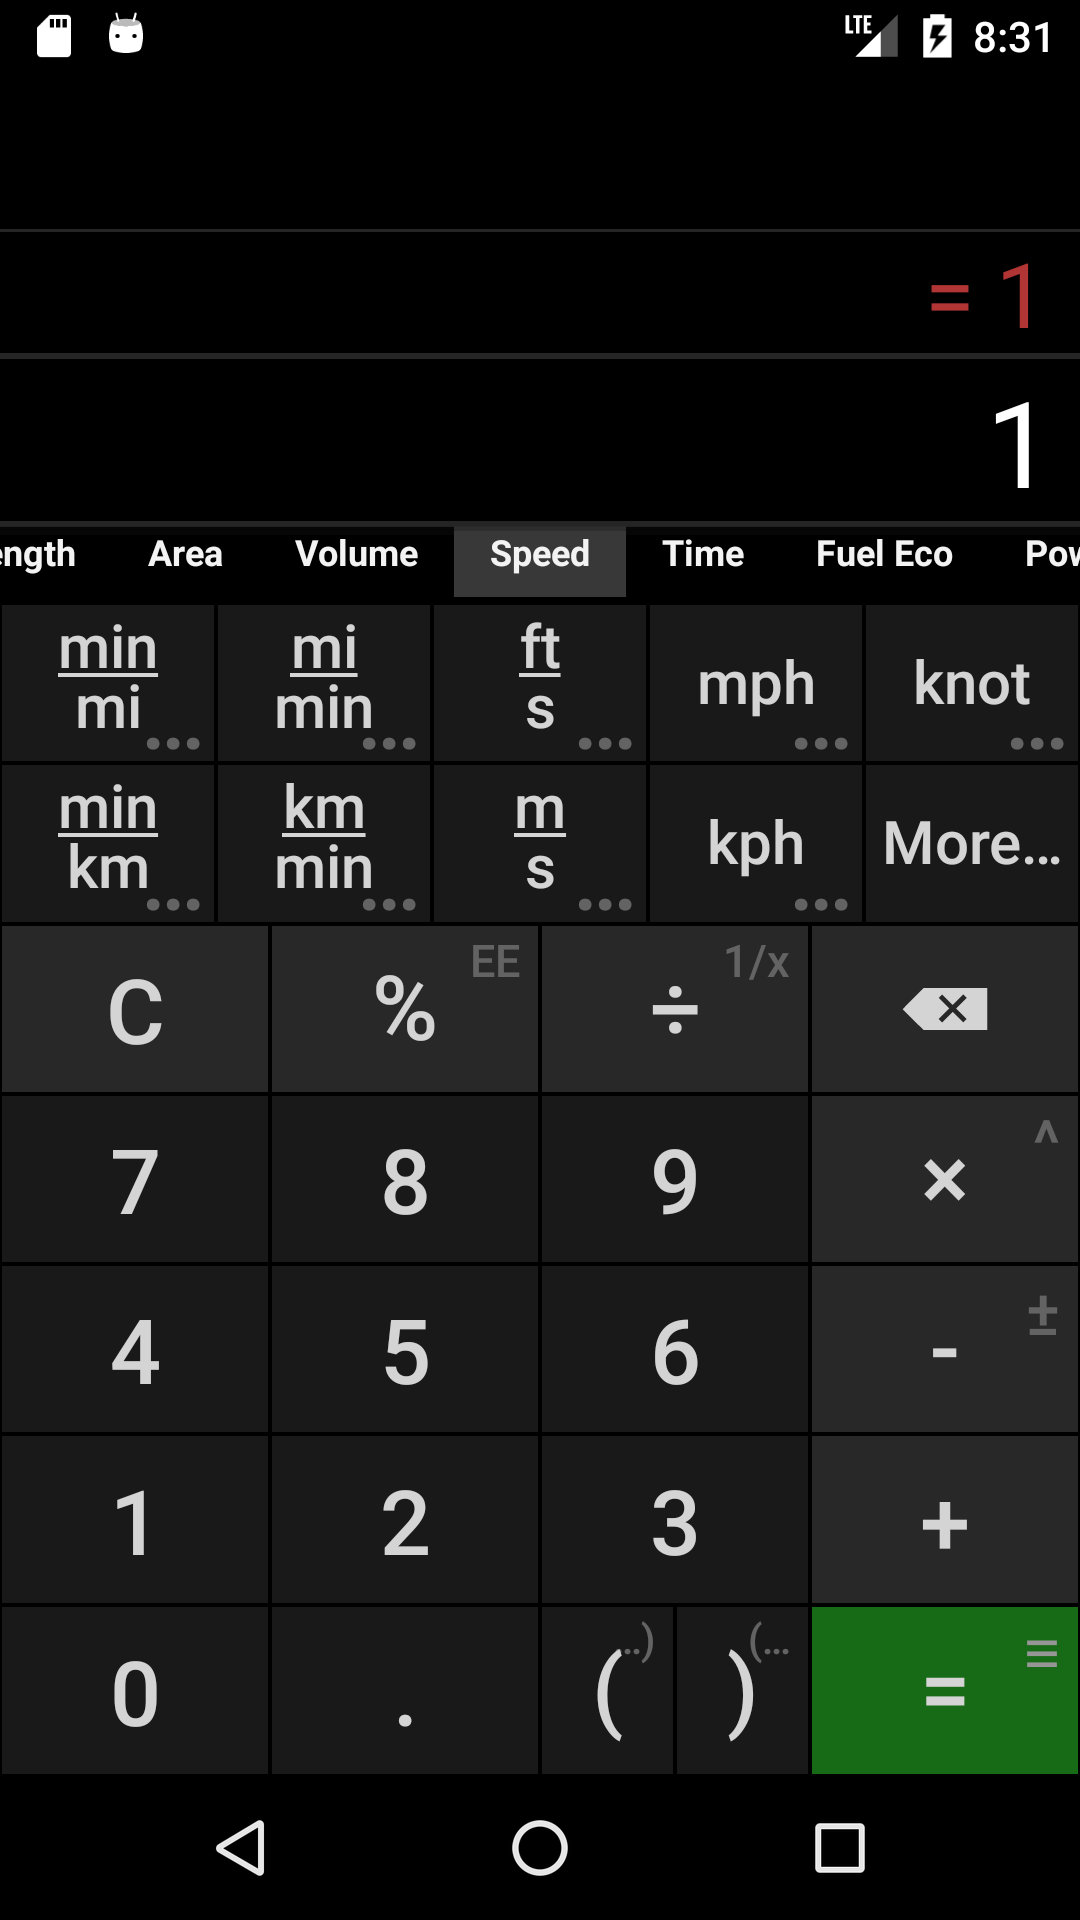 LTE 8:31
= 1
1
ength Area Volume Speed Time Fuel Eco Pow
min mi ft mph knot
mi min s
min km m kph More...
km min s
C % EE ÷ 1/x
7 8 9 × ^
4 5 6 - ±
1 2 3 +
0 . ( ..) ) (... =